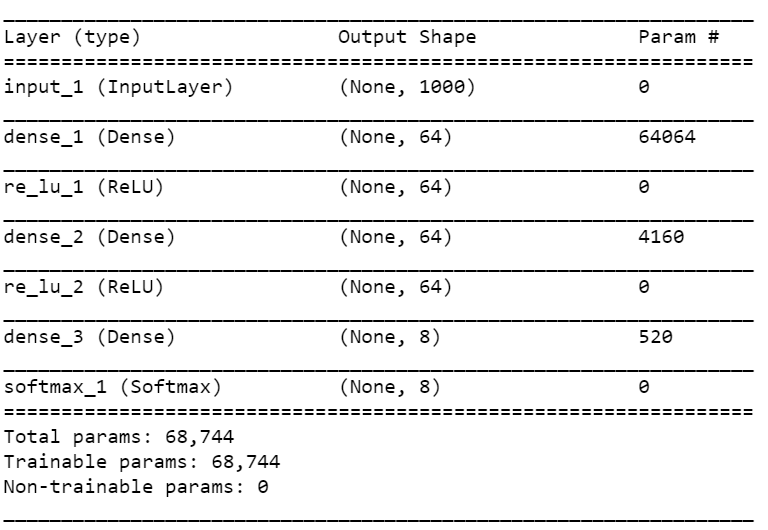 Layer (type) Output Shape Param #
input_1 (InputLayer) (None, 1000) 0
dense_1 (Dense) (None, 64) 64064
re_lu_1 (ReLU) (None, 64) 0
dense_2 (Dense) (None, 64) 4160
re_lu_2 (ReLU) (None, 64) 0
dense_3 (Dense) (None, 8) 520
softmax_1 (Softmax) (None, 8) 0
Total params: 68,744
Trainable params: 68,744
Non-trainable params: 0